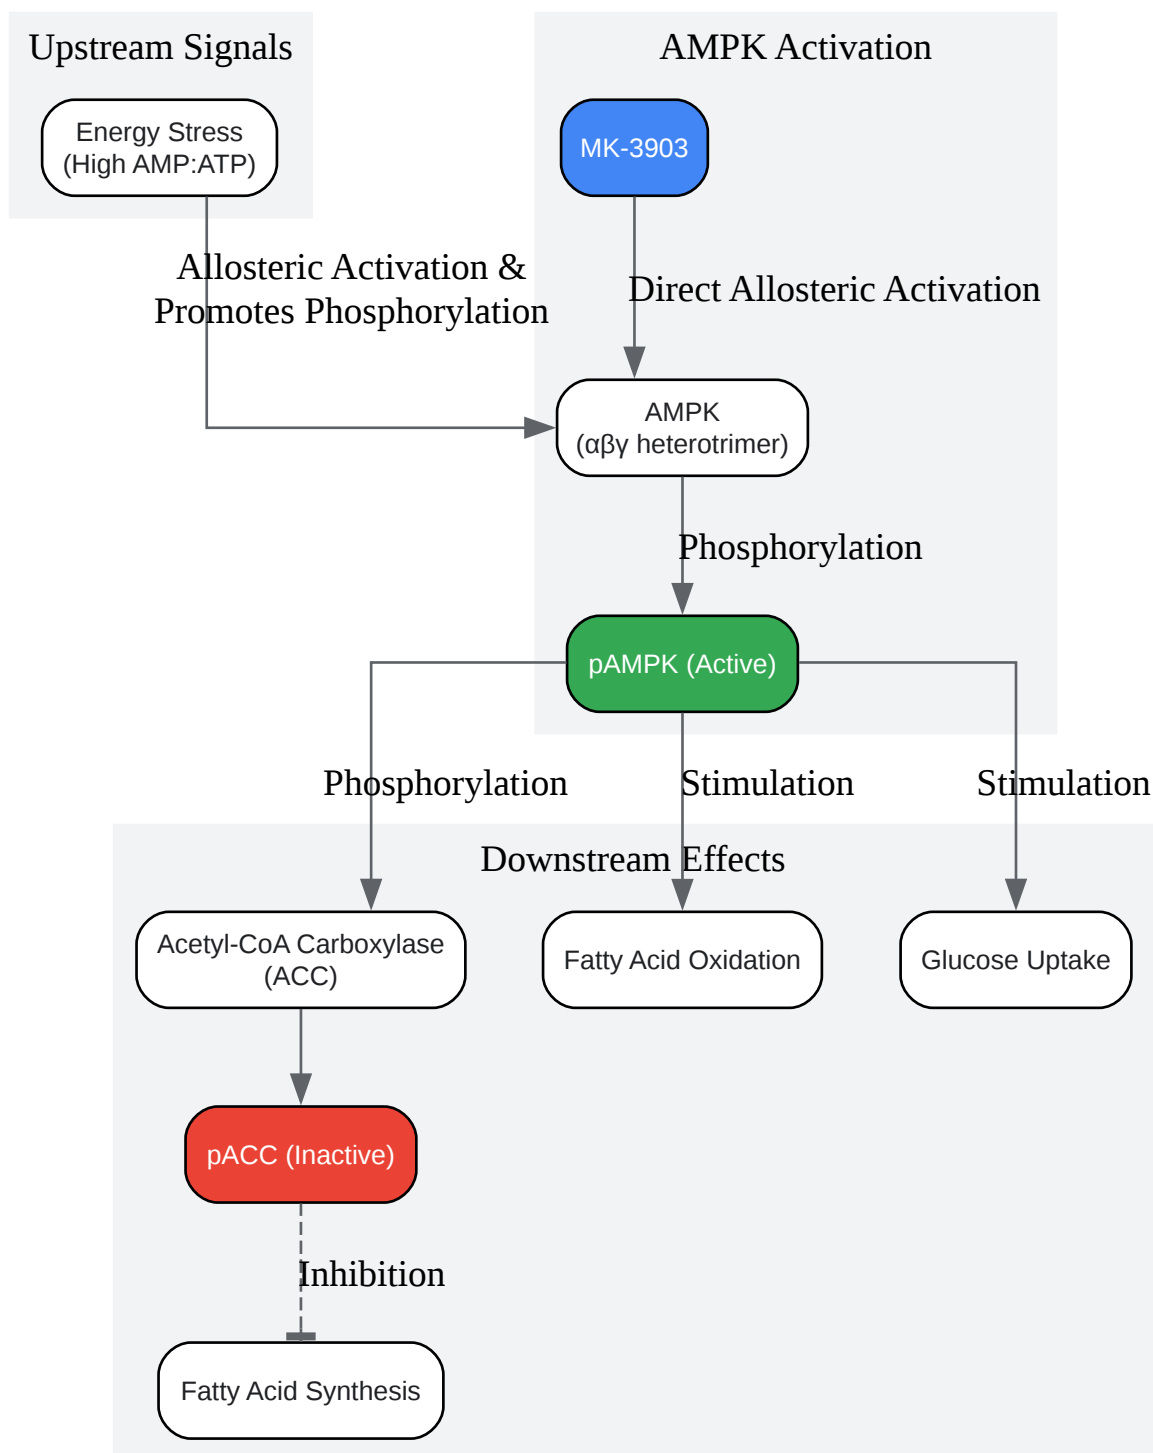 Upstream Signals
AMPK Activation
Energy Stress
(High AMP:ATP)
MK-3903
Allosteric Activation &
Promotes Phosphorylation
Direct Allosteric Activation
AMPK
(αβγ heterotrimer)
Phosphorylation
pAMPK (Active)
Phosphorylation
Stimulation
Stimulation
Downstream Effects
Acetyl-CoA Carboxylase
(ACC)
Fatty Acid Oxidation
Glucose Uptake
pACC (Inactive)
Inhibition
Fatty Acid Synthesis